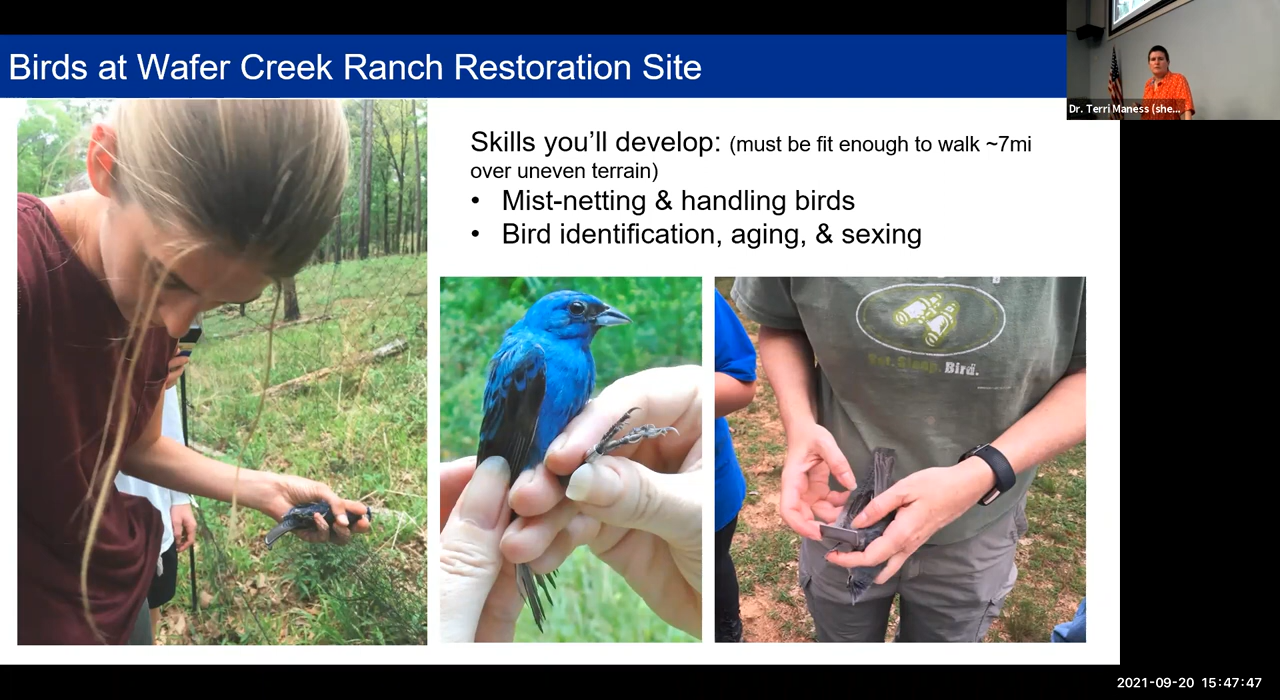 Birds at Wafer Creek Ranch Restoration Site
Dr. Terri Maness (she...
Skills you'll develop: (must be fit enough to walk ~7mi
over uneven terrain)
• Mist-netting & handling birds
• Bird identification, aging, & sexing
Eat. Sleep. Bird.
2021-09-20 15:47:47